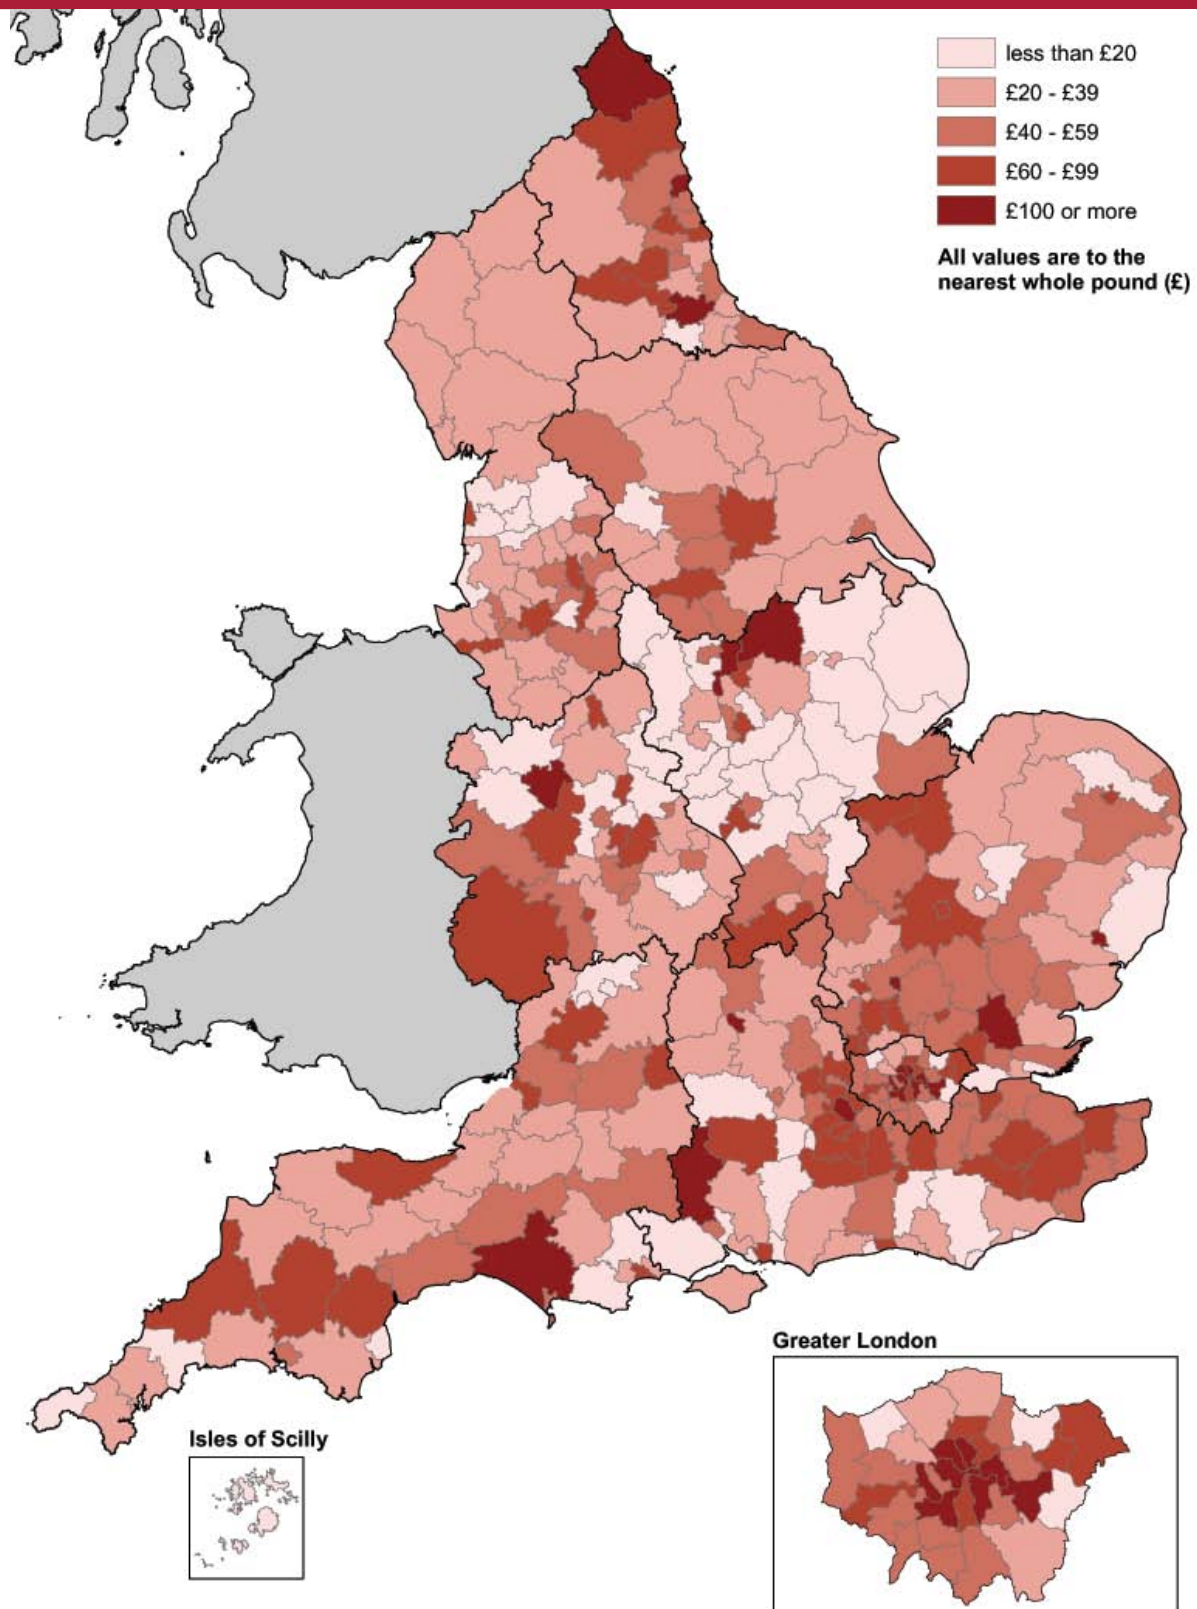 less than £20
£20 - £39
£40 - £59
£60 - £99
£100 or more
All values are to the
nearest whole pound (£)
Greater London
Isles of Scilly